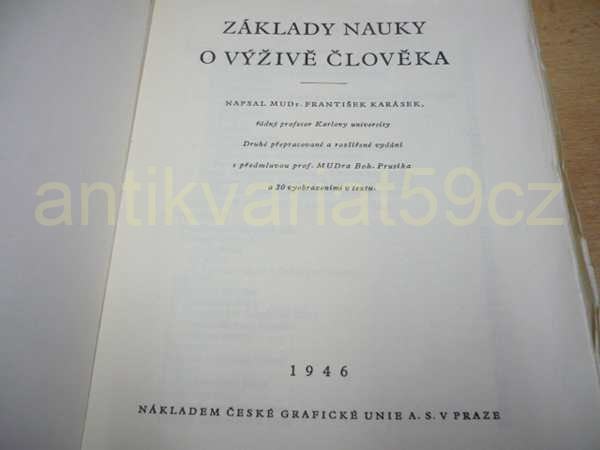 ZÁKLADY NAUKY
O VÝŽIVĚ ČLOVĚKA
NAPSAL MUDr. FRANTIŠEK KARÁSEK,
řádný profesor Karlovy university
Druhé přepracované a rozšířené vydání
s předmluvou prof. MUDra Boh. Prusíka
a 30 vyobrazeními v textu.
antikvariat59cz
1946
NÁKLADEM ČESKÉ GRAFICKÉ UNIE A. S. V PRAZE